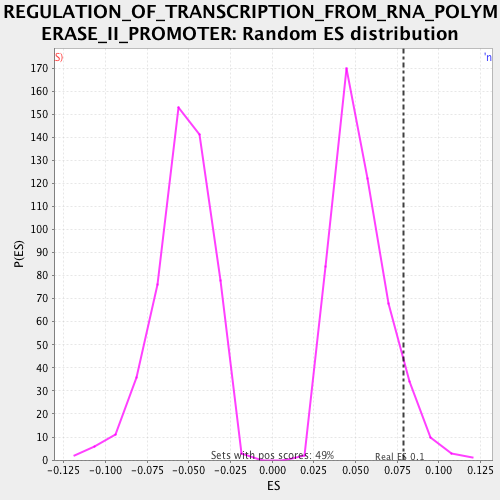 REGULATION_OF_TRANSCRIPTION_FROM_RNA_POLYM
ERASE_II_PROMOTER: Random ES distribution
S)
'n
170
160
150
140
130
120
110
100
90
80
70
60
50
40
30
20
10
0
P(ES)
Sets with pos scores: 49%
Real ES 0.1
-0.125 -0.100 -0.075 -0.050 -0.025 0.000 0.025 0.050 0.075 0.100 0.125
ES